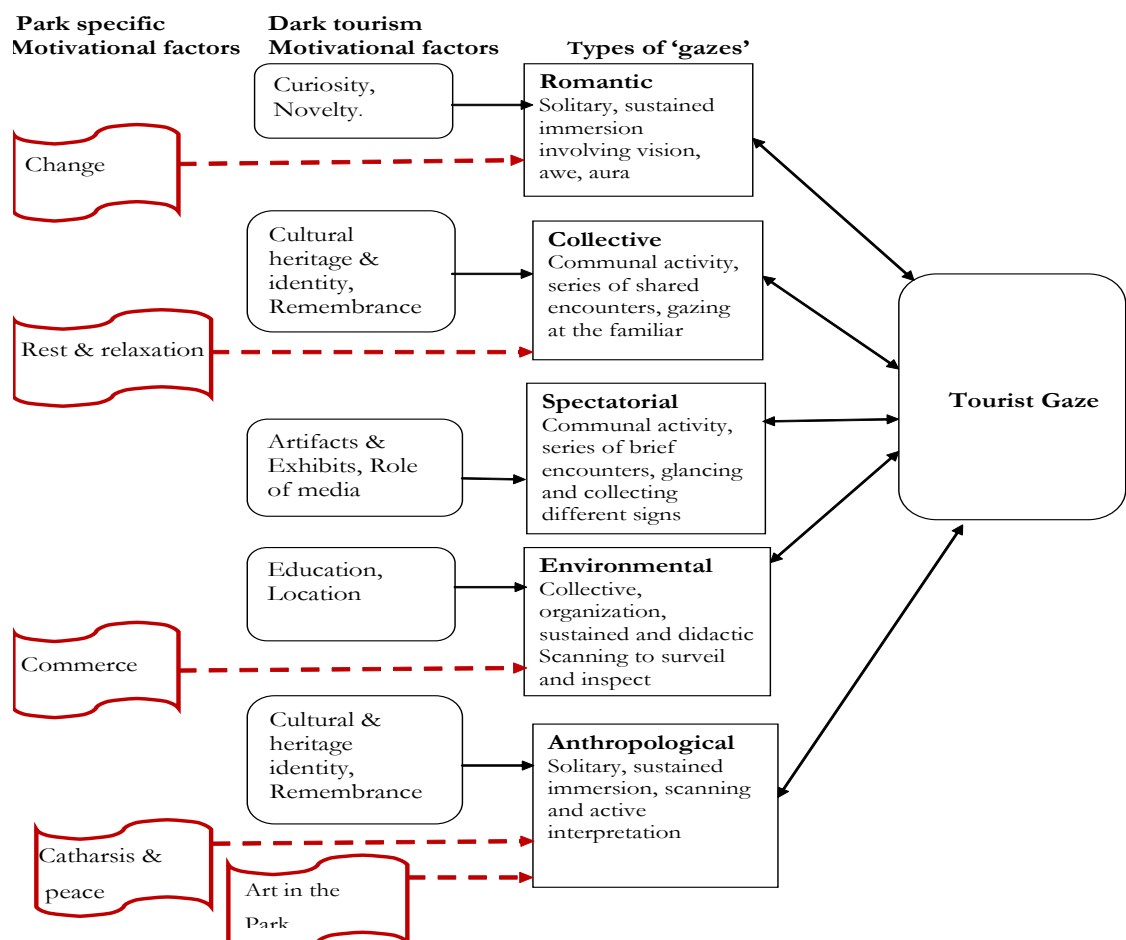 Park specific
Motivational factors
Dark tourism
Motivational factors
Types of ‘gazes’
Curiosity,
Novelty.
Romantic
Solitary, sustained
immersion
involving vision,
awe, aura
Change
Cultural
heritage &
identity,
Remembrance
Collective
Communal activity,
series of shared
encounters, gazing
at the familiar
Rest & relaxation
Tourist Gaze
Artifacts &
Exhibits, Role
of media
Spectatorial
Communal activity,
series of brief
encounters, glancing
and collecting
different signs
Education,
Location
Environmental
Collective,
organization,
sustained and didactic
Scanning to surveil
and inspect
Commerce
Cultural &
heritage
identity,
Remembrance
Anthropological
Solitary, sustained
immersion, scanning
and active
interpretation
Catharsis &
peace
Art in the
Park